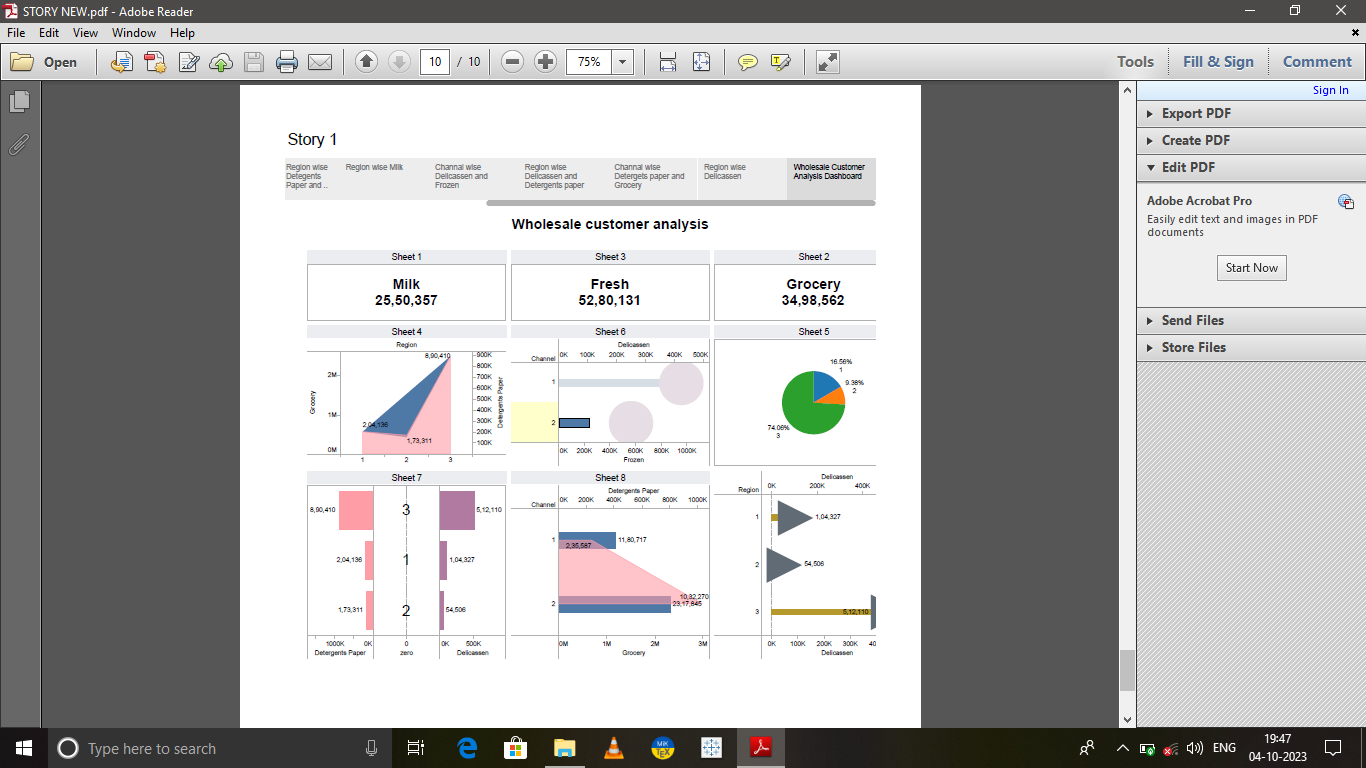 STORY NEW.pdf - Adobe Reader
File Edit View Window Help
Open
10 / 10
75%
Tools Fill & Sign Comment
Sign In
Export PDF
Create PDF
Edit PDF
Adobe Acrobat Pro
Easily edit text and images in PDF
documents
Start Now
Send Files
Store Files
Story 1
Region wise
Detegents
Paper and ..
Region wise Milk
Channal wise
Delicassen and
Frozen
Region wise
Delicassen and
Detergents paper
Channal wise
Detergets paper and
Grocery
Region wise
Delicassen
Wholesale Customer
Analysis Dashboard
Wholesale customer analysis
Sheet 1
Milk
25,50,357
Sheet 3
Fresh
52,80,131
Sheet 2
Grocery
34,98,562
Sheet 4
Region
8,90,410
2,04,136
1,73,311
Grocery
2M
1M
0M
900K
800K
700K
600K
500K
400K
300K
200K
100K
Detergents Paper
1 2 3
Sheet 6
Delicassen
Channel
0K 100K 200K 300K 400K 500K
1
2
0K 200K 400K 600K 800K 1000K
Frozen
Sheet 5
16.56%
1
9.38%
2
74.06%
3
Sheet 7
8,90,410 3 5,12,110
2,04,136 1 1,04,327
1,73,311 2 54,506
1000K 0K 0 0K 500K
Detergents Paper zero Delicassen
Sheet 8
Detergents Paper
Channel
0K 200K 400K 600K 800K 1000K
1
11,80,717
2,35,587
2
10,32,270
23,17,845
0M 1M 2M 3M
Grocery
Delicassen
Region
0K 200K 400K
1 1,04,327
2 54,506
3 5,12,110
0K 100K 200K 300K 40
Delicassen
Type here to search
MiK
TEX
ENG
19:47
04-10-2023